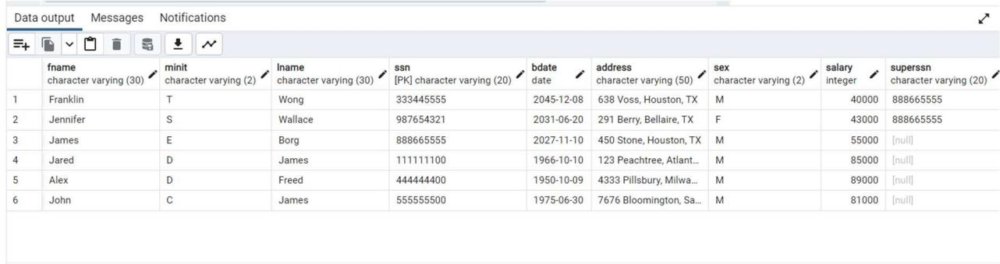 Data output Messages Notifications
fname minit lname ssn bdate address sex salary superssn
character varying (30) character varying (2) character varying (30) [PK] character varying (20) date character varying (50) character varying (2) integer character varying (20)
1 Franklin T Wong 333445555 2045-12-08 638 Voss, Houston, TX M 40000 888665555
2 Jennifer S Wallace 987654321 2031-06-20 291 Berry, Bellaire, TX F 43000 888665555
3 James E Borg 888665555 2027-11-10 450 Stone, Houston, TX M 55000 [null]
4 Jared D James 111111100 1966-10-10 123 Peachtree, Atlant... M 85000 [null]
5 Alex D Freed 444444400 1950-10-09 4333 Pillsbury, Milwa... M 89000 [null]
6 John C James 555555500 1975-06-30 7676 Bloomington, Sa... M 81000 [null]